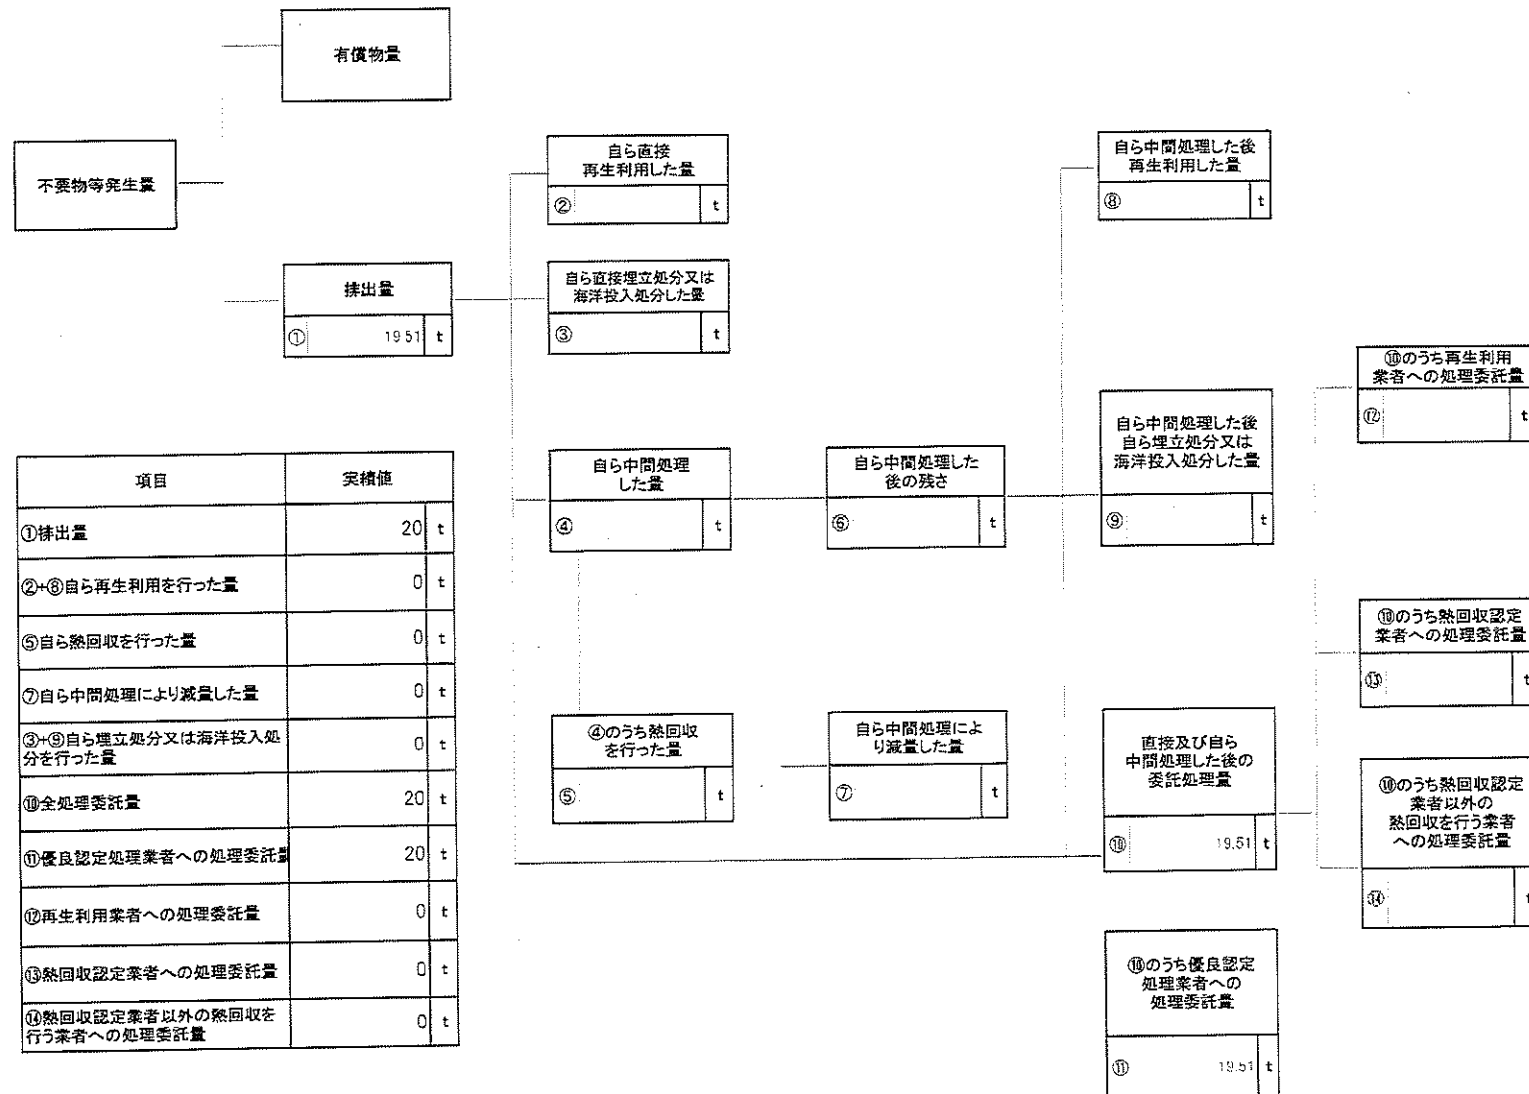 有償物量
不要物等発生量
排出量
① 19.51 t
自ら直接
再生利用した量
② t
自ら直接埋立処分又は
海洋投入処分した量
③ t
自ら中間処理
した量
④ t
④のうち熱回収
を行った量
⑤ t
自ら中間処理した
後の残さ
⑥ t
自ら中間処理によ
り減量した量
⑦ t
自ら中間処理した後
再生利用した量
⑧ t
自ら中間処理した後
自ら埋立処分又は
海洋投入処分した量
⑨ t
直接及び自ら
中間処理した後の
委託処理量
⑩ 19.51 t
⑩のうち優良認定
処理業者への
処理委託量
⑪ 19.51 t
⑩のうち再生利用
業者への処理委託量
⑫ t
⑩のうち熱回収認定
業者への処理委託量
⑬ t
⑩のうち熱回収認定
業者以外の
熱回収を行う業者
への処理委託量
⑭ t
項目 実績値
①排出量 20 t
②+⑧自ら再生利用を行った量 0 t
⑤自ら熱回収を行った量 0 t
⑦自ら中間処理により減量した量 0 t
③+⑨自ら埋立処分又は海洋投入処
分を行った量 0 t
⑩全処理委託量 20 t
⑪優良認定処理業者への処理委託量 20 t
⑫再生利用業者への処理委託量 0 t
⑬熱回収認定業者への処理委託量 0 t
⑭熱回収認定業者以外の熱回収を
行う業者への処理委託量 0 t